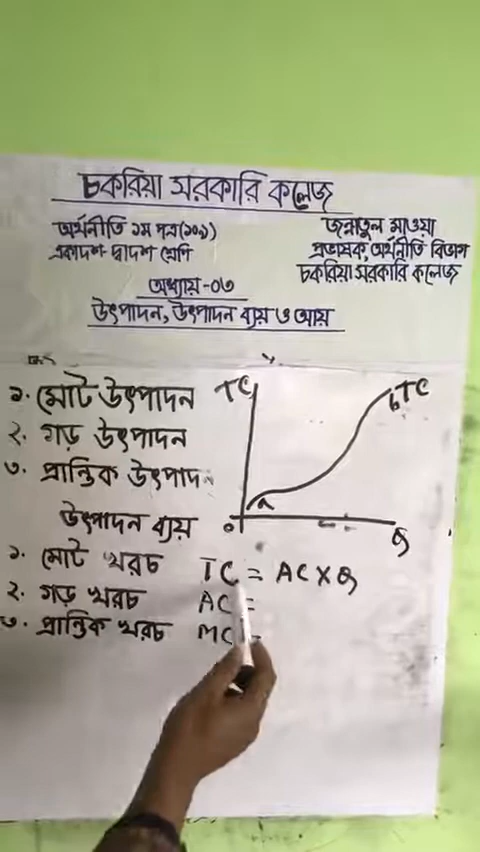 চকরিয়া সরকারি কলেজ
অর্থনীতি ১ম পত্র(১০৯)
একাদশ-দ্বাদশ শ্রেণি
জন্নাতুল মাওয়া
প্রভাষক, অর্থনীতি বিভাগ
চকরিয়া সরকারি কলেজ
অধ্যায়-০৩
উৎপাদন, উৎপাদন ব্যয় ও আয়
১. মোট উৎপাদন
২. গড় উৎপাদন
৩. প্রান্তিক উৎপাদন
TC
bTC
a
o
Q
উৎপাদন ব্যয়
১. মোট খরচ TC = AC X Q
২. গড় খরচ AC =
৩. প্রান্তিক খরচ MC =